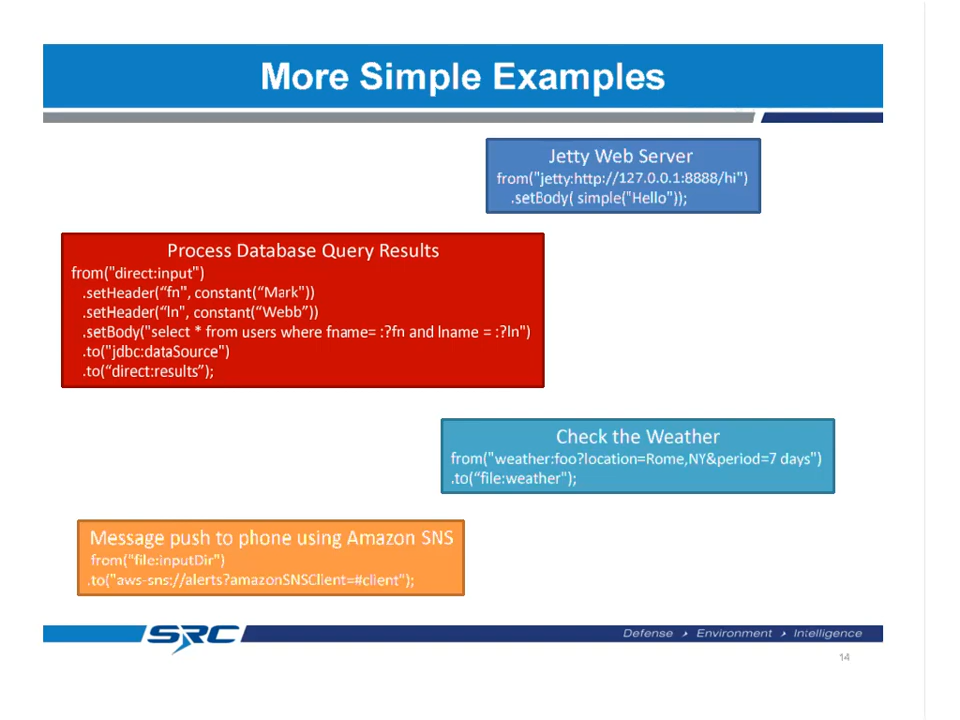 More Simple Examples
Jetty Web Server
from("jetty:http://127.0.0.1:8888/hi")
.setBody( simple("Hello"));
Process Database Query Results
from("direct:input")
.setHeader(“fn", constant(“Mark"))
.setHeader(“ln", constant(“Webb”))
.setBody("select * from users where fname= :?fn and lname = :?ln")
.to("jdbc:dataSource")
.to(“direct:results”);
Check the Weather
from("weather:foo?location=Rome,NY&period=7 days")
.to(“file:weather");
Message push to phone using Amazon SNS
from(“file:inputDir")
.to("aws-sns://alerts?amazonSNSClient=#client");
SRC
Defense Environment Intelligence
14